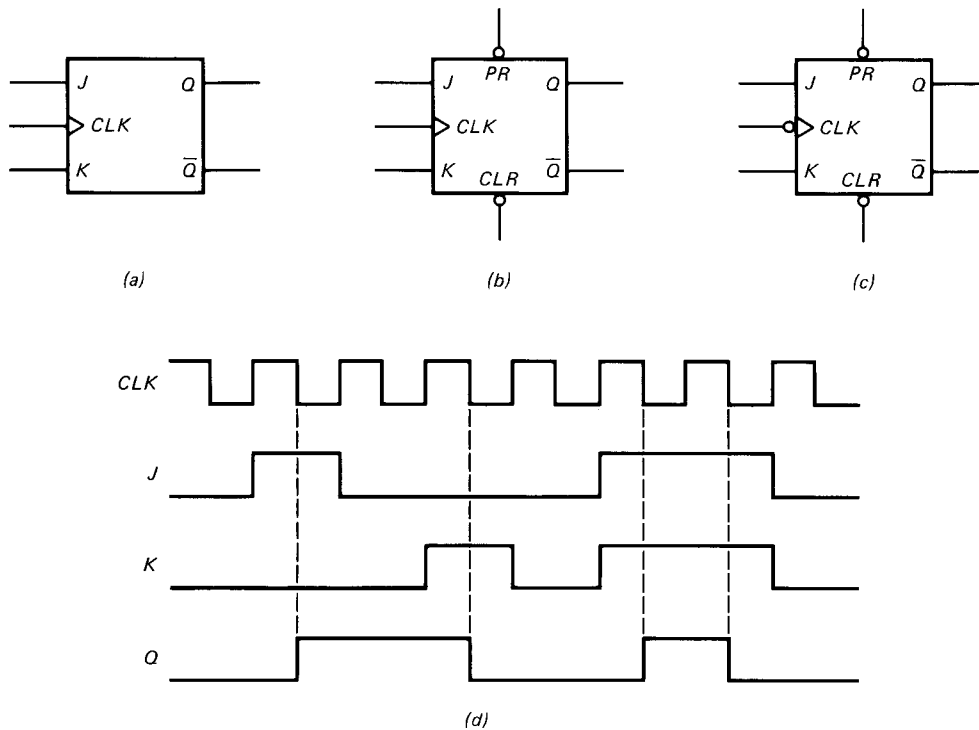 J Q PR J Q PR J Q
CLK CLK CLK
K Q̅ K CLR Q̅ K CLR Q̅
(a) (b) (c)
CLK
J
K
Q
(d)